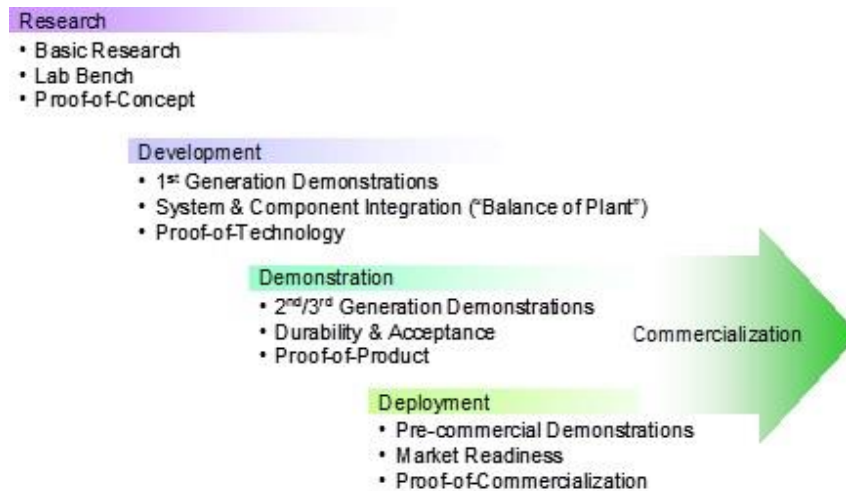 Research
• Basic Research
• Lab Bench
• Proof-of-Concept
Development
• 1st Generation Demonstrations
• System & Component Integration ("Balance of Plant")
• Proof-of-Technology
Demonstration
• 2nd/3rd Generation Demonstrations
• Durability & Acceptance
• Proof-of-Product
Commercialization
Deployment
• Pre-commercial Demonstrations
• Market Readiness
• Proof-of-Commercialization